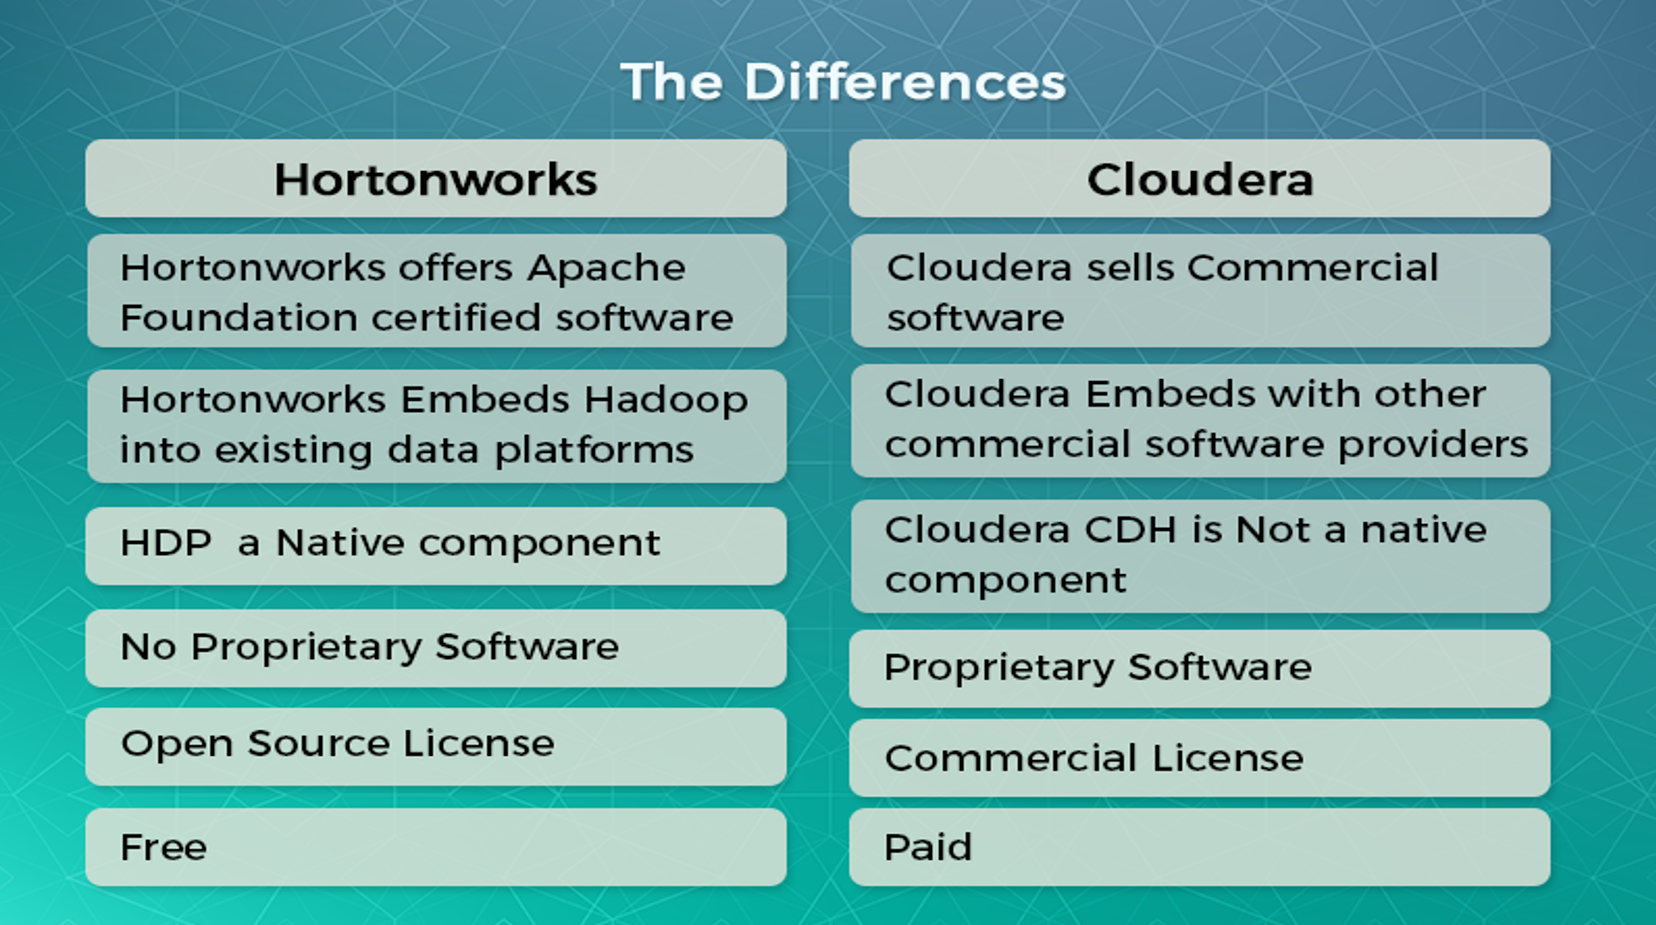 The Differences
Hortonworks
Hortonworks offers Apache
Foundation certified software
Hortonworks Embeds Hadoop
into existing data platforms
HDP a Native component
No Proprietary Software
Open Source License
Free
Cloudera
Cloudera sells Commercial
software
Cloudera Embeds with other
commercial software providers
Cloudera CDH is Not a native
component
Proprietary Software
Commercial License
Paid